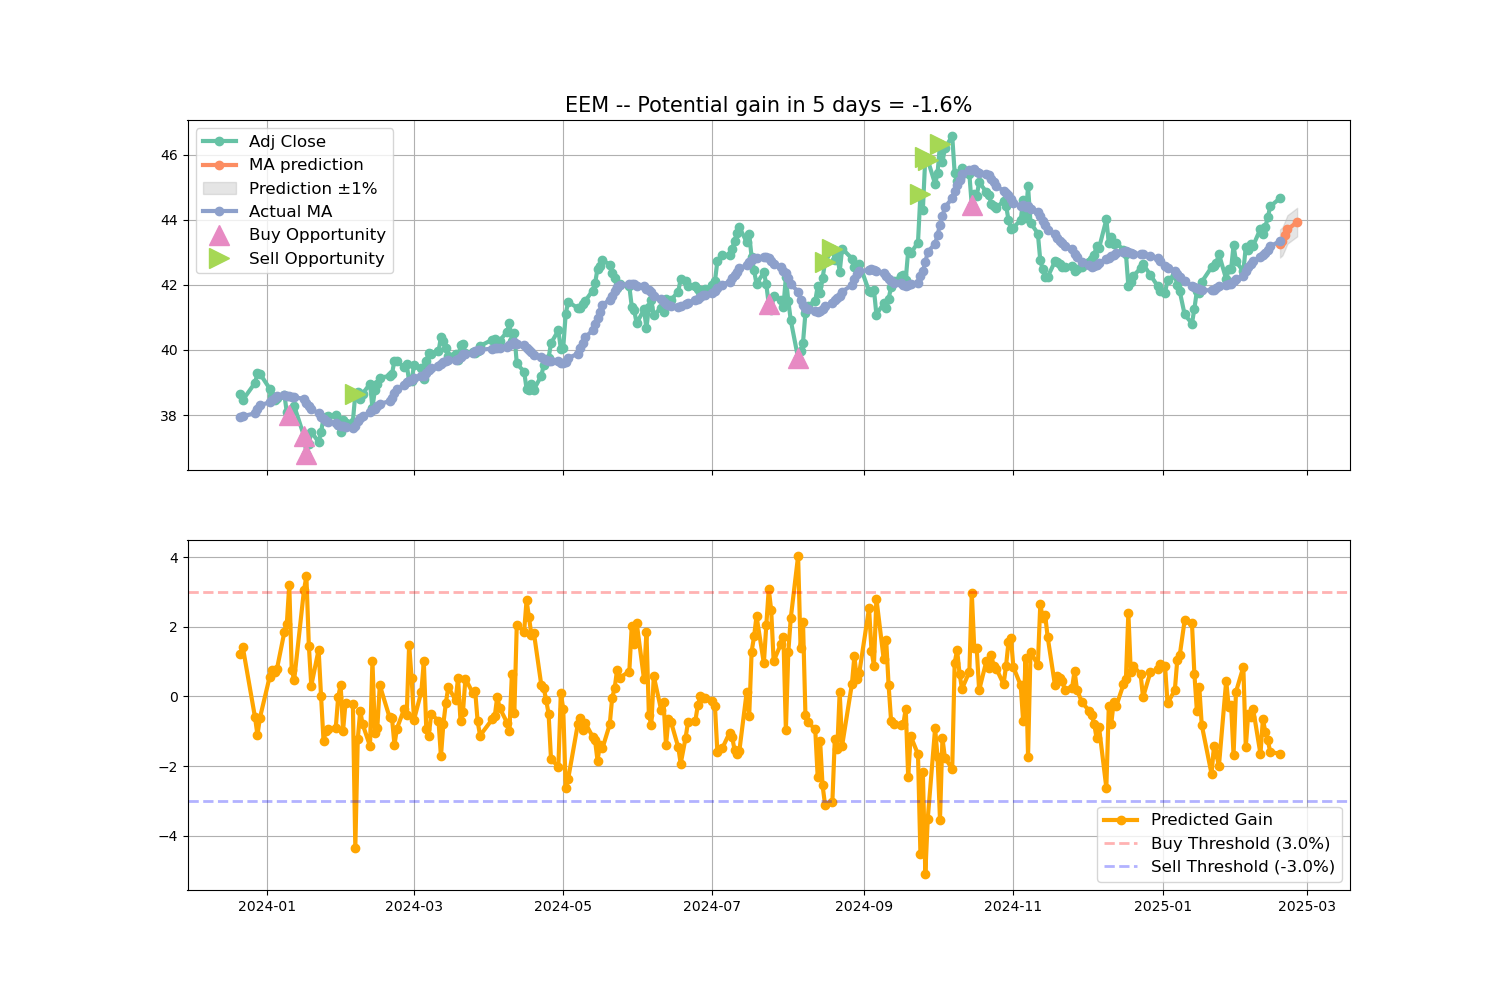 EEM -- Potential gain in 5 days = -1.6%
Adj Close
MA prediction
Prediction ±1%
Actual MA
Buy Opportunity
Sell Opportunity
46
44
42
40
38
4
2
0
−2
−4
Predicted Gain
Buy Threshold (3.0%)
Sell Threshold (-3.0%)
2024-01 2024-03 2024-05 2024-07 2024-09 2024-11 2025-01 2025-03